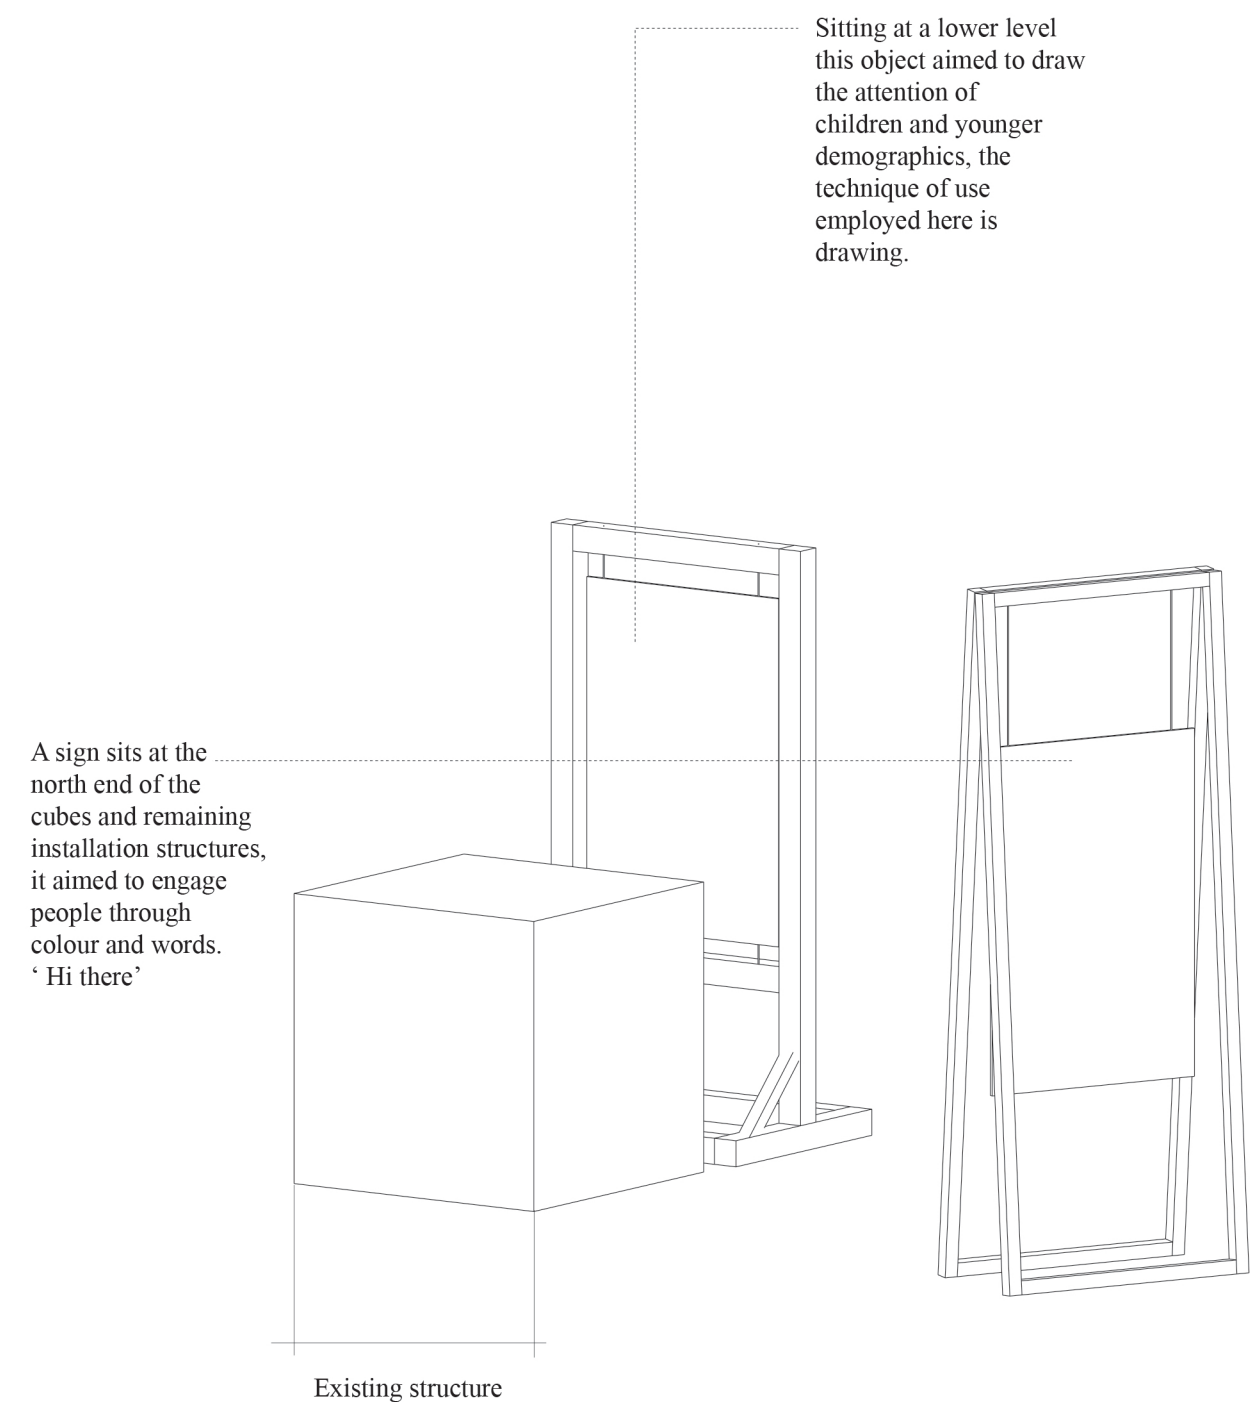 Sitting at a lower level
this object aimed to draw
the attention of
children and younger
demographics, the
technique of use
employed here is
drawing.
A sign sits at the
north end of the
cubes and remaining
installation structures,
it aimed to engage
people through
colour and words.
‘ Hi there’
Existing structure